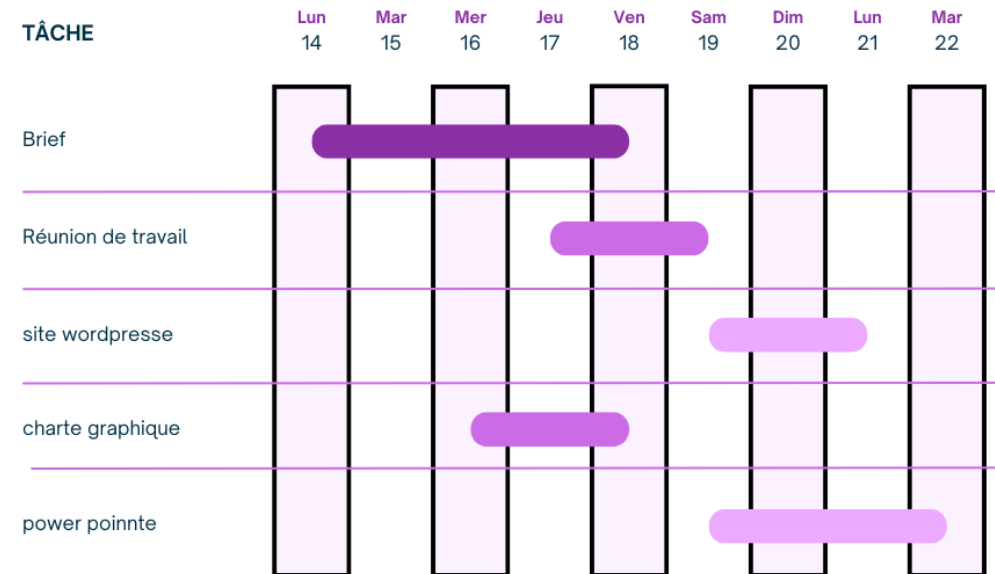 TÂCHE
Lun Mar Mer Jeu Ven Sam Dim Lun Mar
14 15 16 17 18 19 20 21 22
Brief
Réunion de travail
site wordpresse
charte graphique
power poinnte